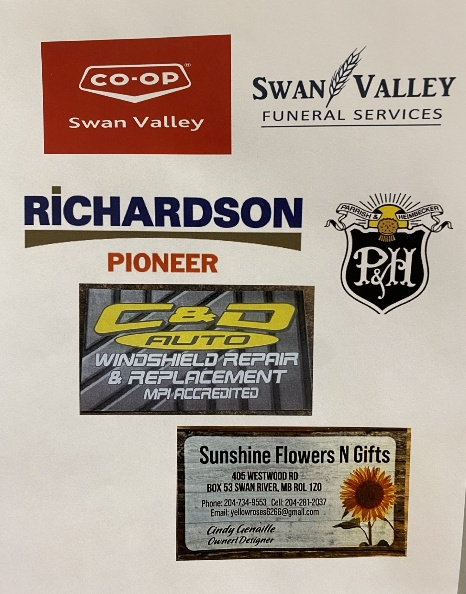 CO-OP
Swan Valley
SWAN VALLEY
FUNERAL SERVICES
RiCHARDSON
PIONEER
PARRISH & HEIMBECKER
P&H
C&D
AUTO
WINDSHIELD REPAIR
& REPLACEMENT
MPI ACCREDITED
Sunshine Flowers N Gifts
405 WESTWOOD RD
BOX 53 SWAN RIVER, MB R0L 1Z0
Phone: 204-734-9553 Cell: 204-281-2037
Email: yellowroses6266@gmail.com
Cindy Genaille
Owner/Designer